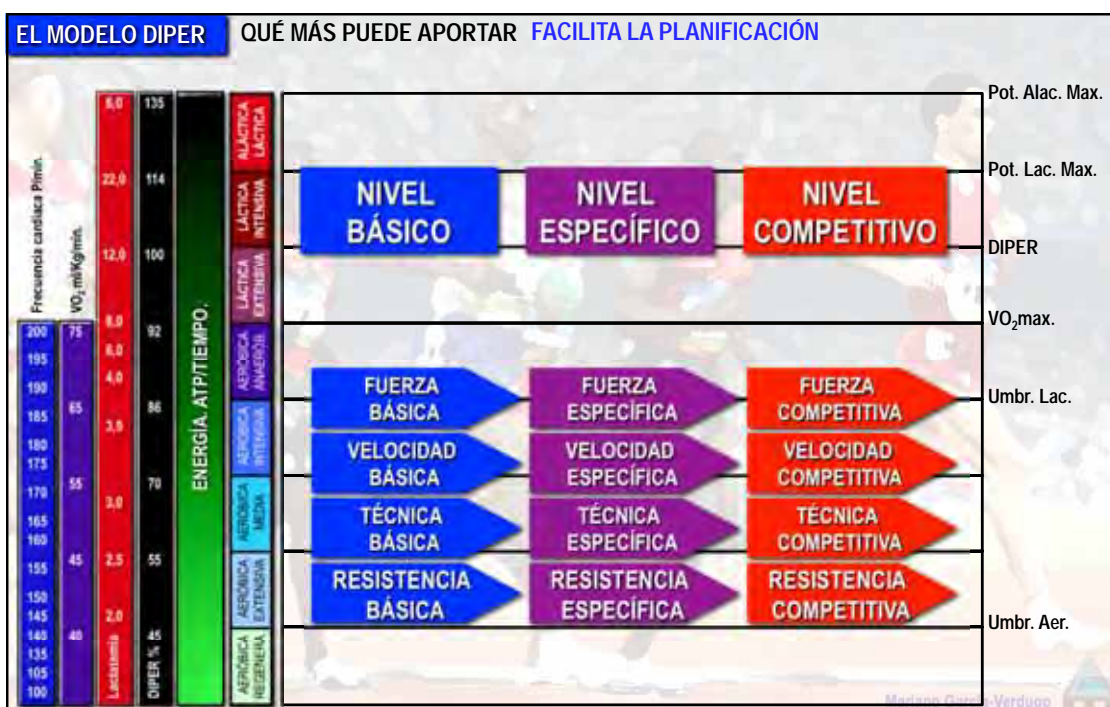 EL MODELO DIPER
QUÉ MÁS PUEDE APORTAR FACILITA LA PLANIFICACIÓN
Frecuencia cardiaca P/min.
200
195
190
185
180
175
170
165
160
155
150
145
140
135
105
100
VO2 ml/Kg/min.
75
65
55
45
40
22,0
12,0
8,0
6,0
4,0
3,0
2,5
2,0
Lactatemia
135
114
100
92
86
70
55
45
DIPER %
ENERGÍA. ATP/TIEMPO.
ALÁCTICA
LÁCTICA
LÁCTICA
INTENSIVA
LÁCTICA
EXTENSIVA
AERÓBICA
ANAERÓB.
AERÓBICA
INTENSIVA
AERÓBICA
MEDIA
AERÓBICA
EXTENSIVA
AERÓBICA
REGENERA
NIVEL
BÁSICO
NIVEL
ESPECÍFICO
NIVEL
COMPETITIVO
FUERZA
BÁSICA
FUERZA
ESPECÍFICA
FUERZA
COMPETITIVA
VELOCIDAD
BÁSICA
VELOCIDAD
ESPECÍFICA
VELOCIDAD
COMPETITIVA
TÉCNICA
BÁSICA
TÉCNICA
ESPECÍFICA
TÉCNICA
COMPETITIVA
RESISTENCIA
BÁSICA
RESISTENCIA
ESPECÍFICA
RESISTENCIA
COMPETITIVA
Pot. Alac. Max.
Pot. Lac. Max.
DIPER
VO2max.
Umbr. Lac.
Umbr. Aer.
Mariano García-Verdugo